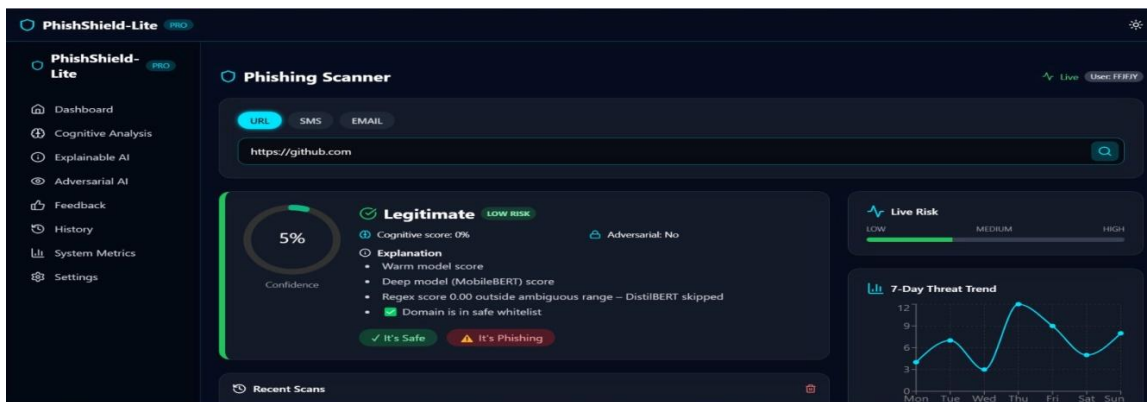 PhishShield-Lite PRO
PhishShield-
Lite
PRO
Dashboard
Cognitive Analysis
Explainable AI
Adversarial AI
Feedback
History
System Metrics
Settings
Phishing Scanner
Live User: FFJFJY
URL SMS EMAIL
https://github.com
5%
Confidence
Legitimate LOW RISK
Cognitive score: 0% Adversarial: No
Explanation
• Warm model score
• Deep model (MobileBERT) score
• Regex score 0.00 outside ambiguous range – DistilBERT skipped
• ✅ Domain is in safe whitelist
✓ It's Safe ⚠ It's Phishing
Recent Scans
Live Risk
LOW MEDIUM HIGH
7-Day Threat Trend
12
9
6
3
0
Mon Tue Wed Thu Fri Sat Sun